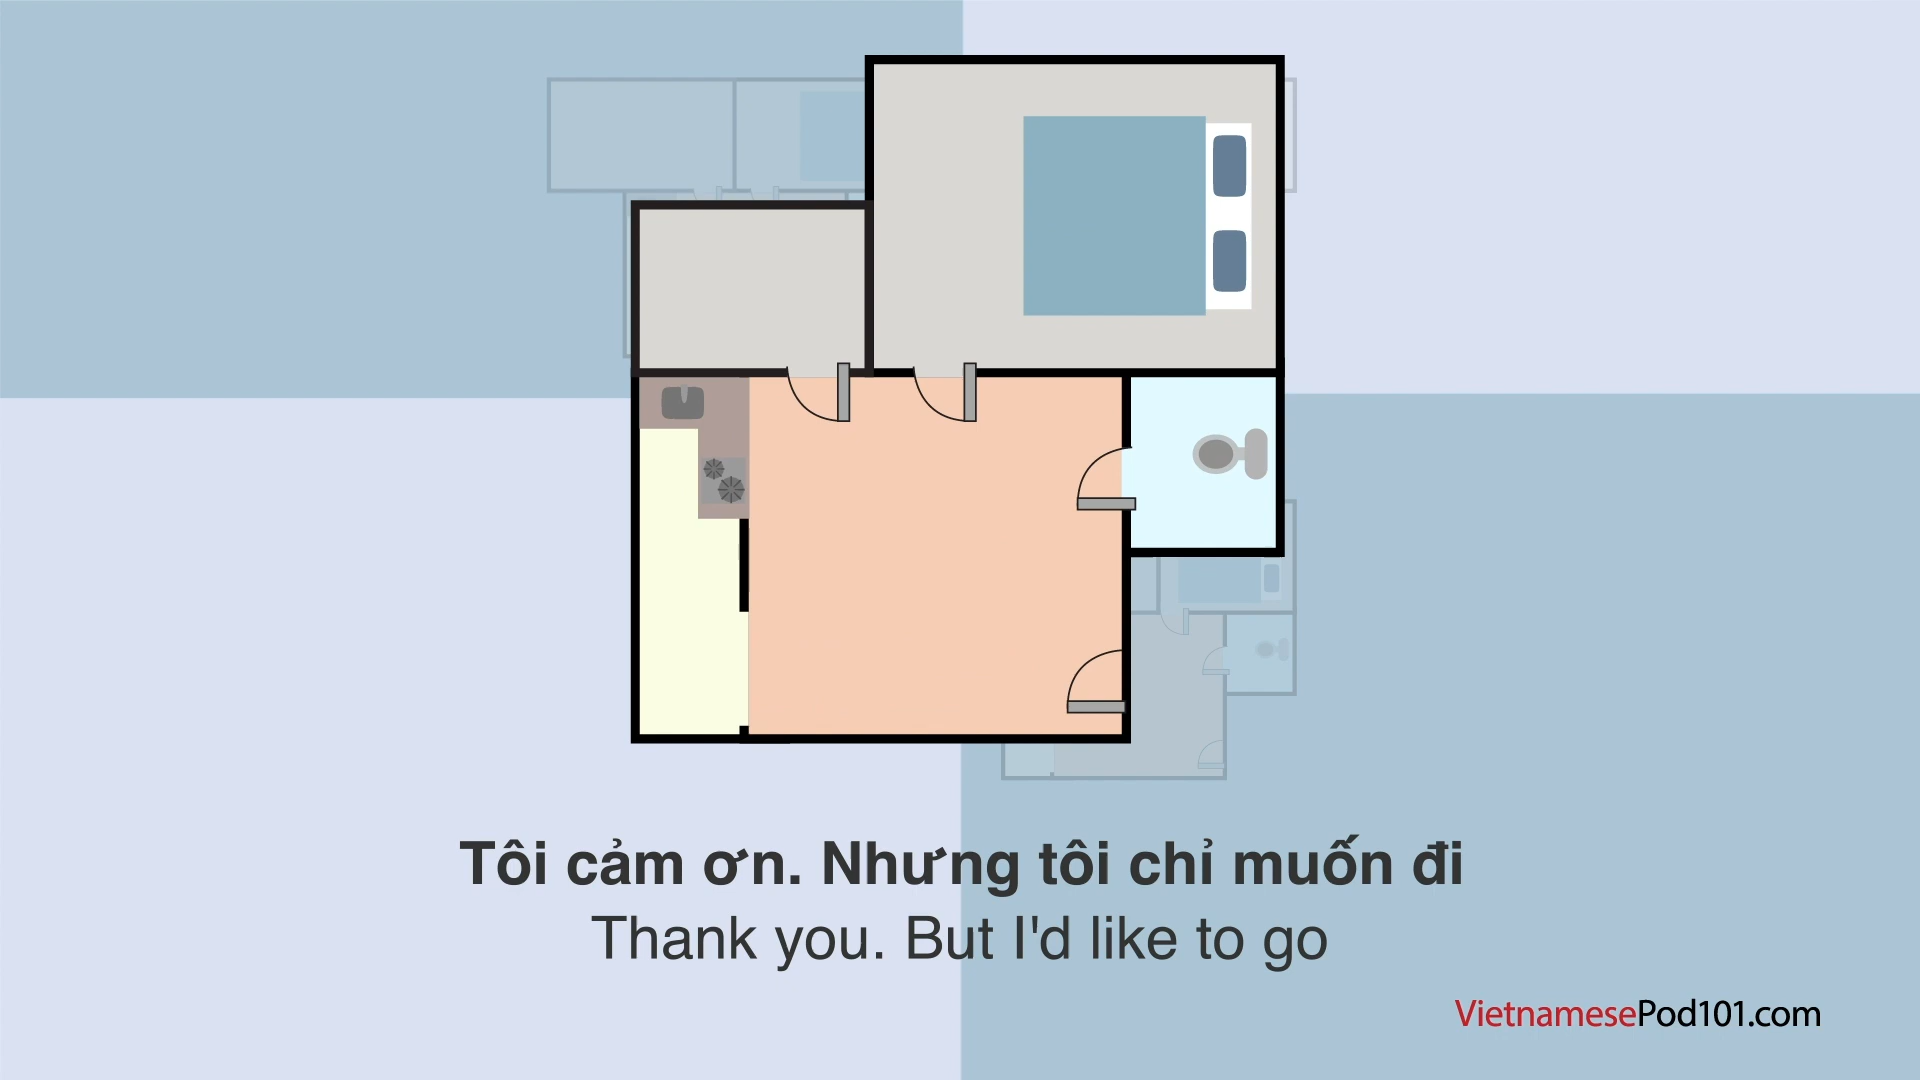 Tôi cảm ơn. Nhưng tôi chỉ muốn đi
Thank you. But I'd like to go
VietnamesePod101.com